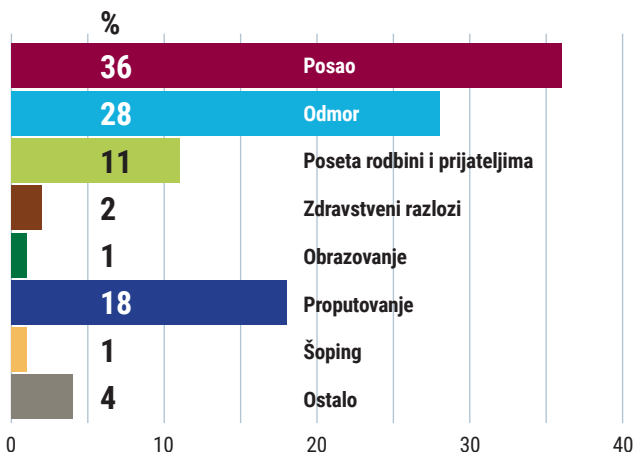 %
36 Posao
28 Odmor
11 Poseta rodbini i prijateljima
2 Zdravstveni razlozi
1 Obrazovanje
18 Proputovanje
1 Šoping
4 Ostalo
0 10 20 30 40